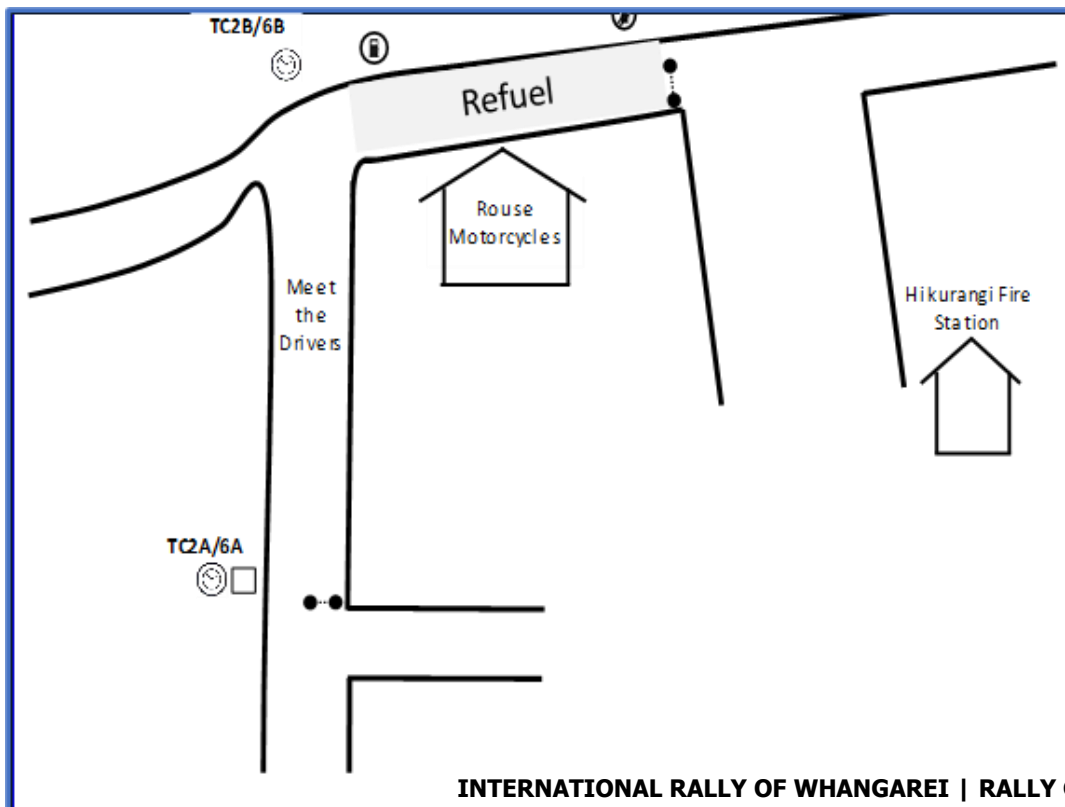 TC2B/6B
Refuel
Rouse
Motorcycles
Meet
the
Drivers
Hikurangi Fire
Station
TC2A/6A
INTERNATIONAL RALLY OF WHANGAREI | RALLY